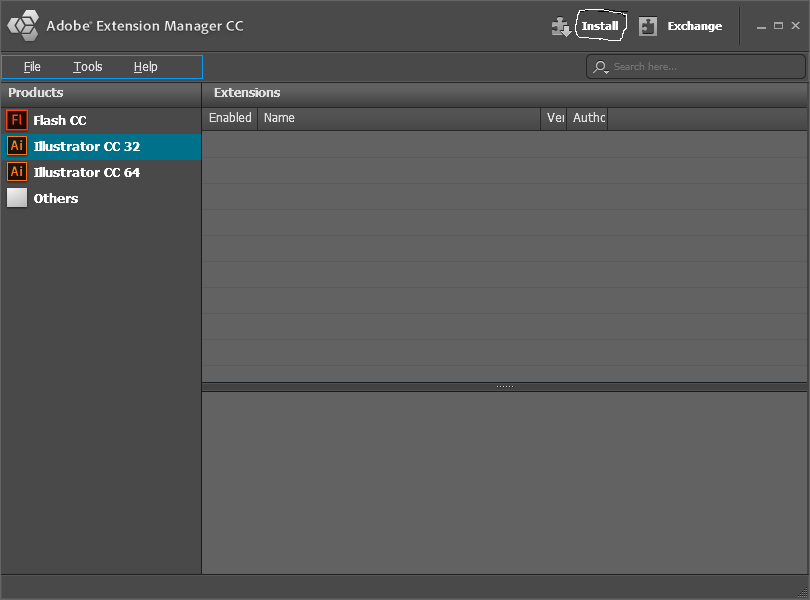 Adobe® Extension Manager CC
Install
Exchange
File Tools Help
Search here...
Products
Extensions
Enabled Name Ver Autho
Fl Flash CC
Ai Illustrator CC 32
Ai Illustrator CC 64
Others